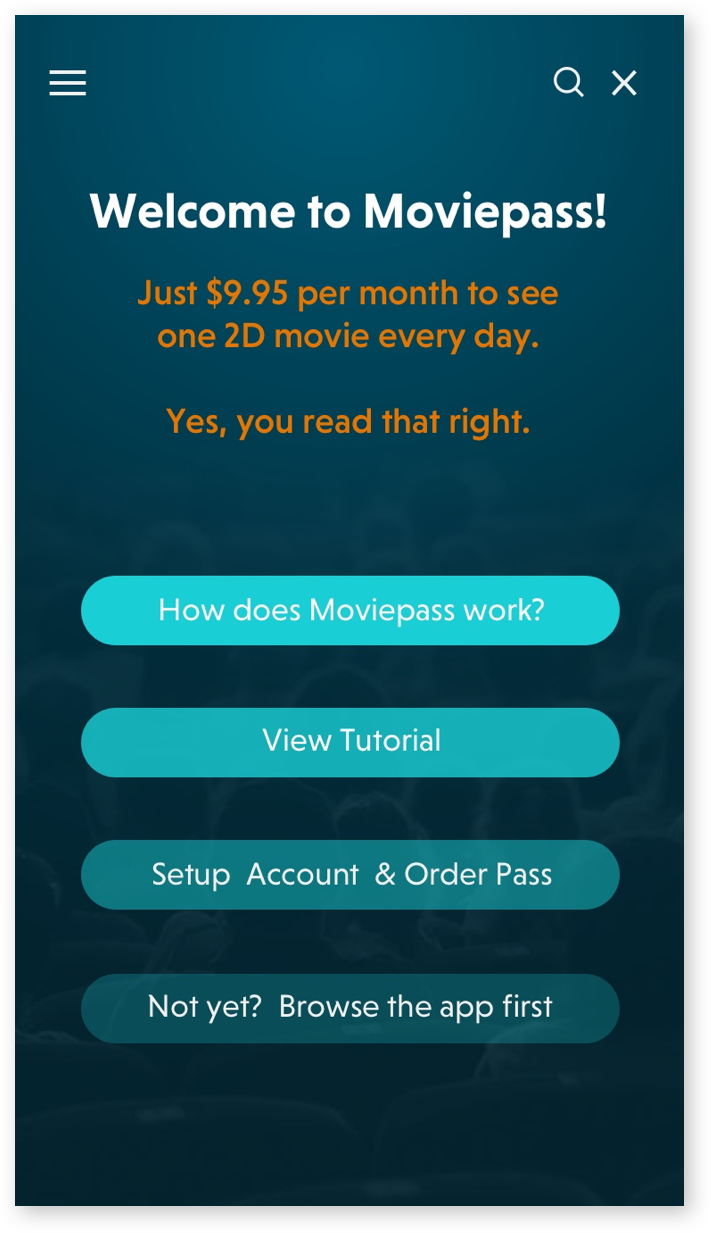 Welcome to Moviepass!
Just $9.95 per month to see
one 2D movie every day.
Yes, you read that right.
How does Moviepass work?
View Tutorial
Setup Account & Order Pass
Not yet? Browse the app first